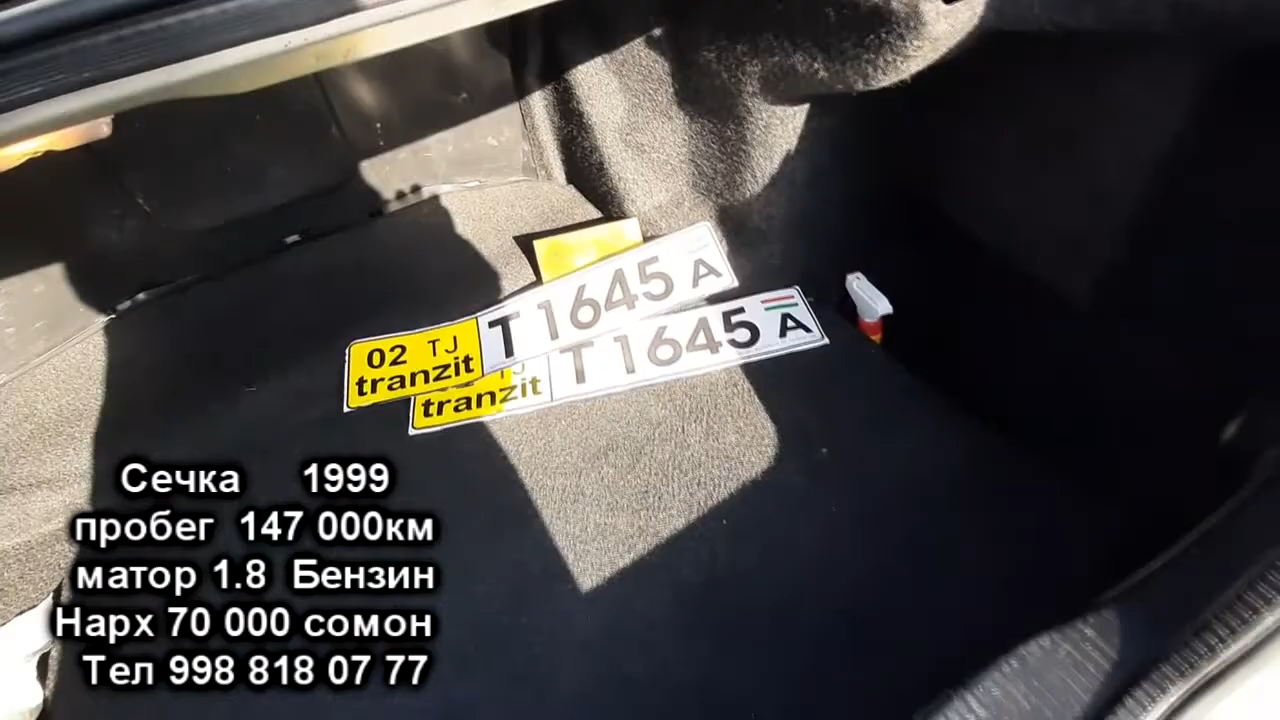 T 1645 A
02 TJ
tranzit
T 1645 A
TJ
tranzit
Сечка 1999
пробег 147 000км
матор 1.8 Бензин
Нарх 70 000 сомон
Тел 998 818 07 77